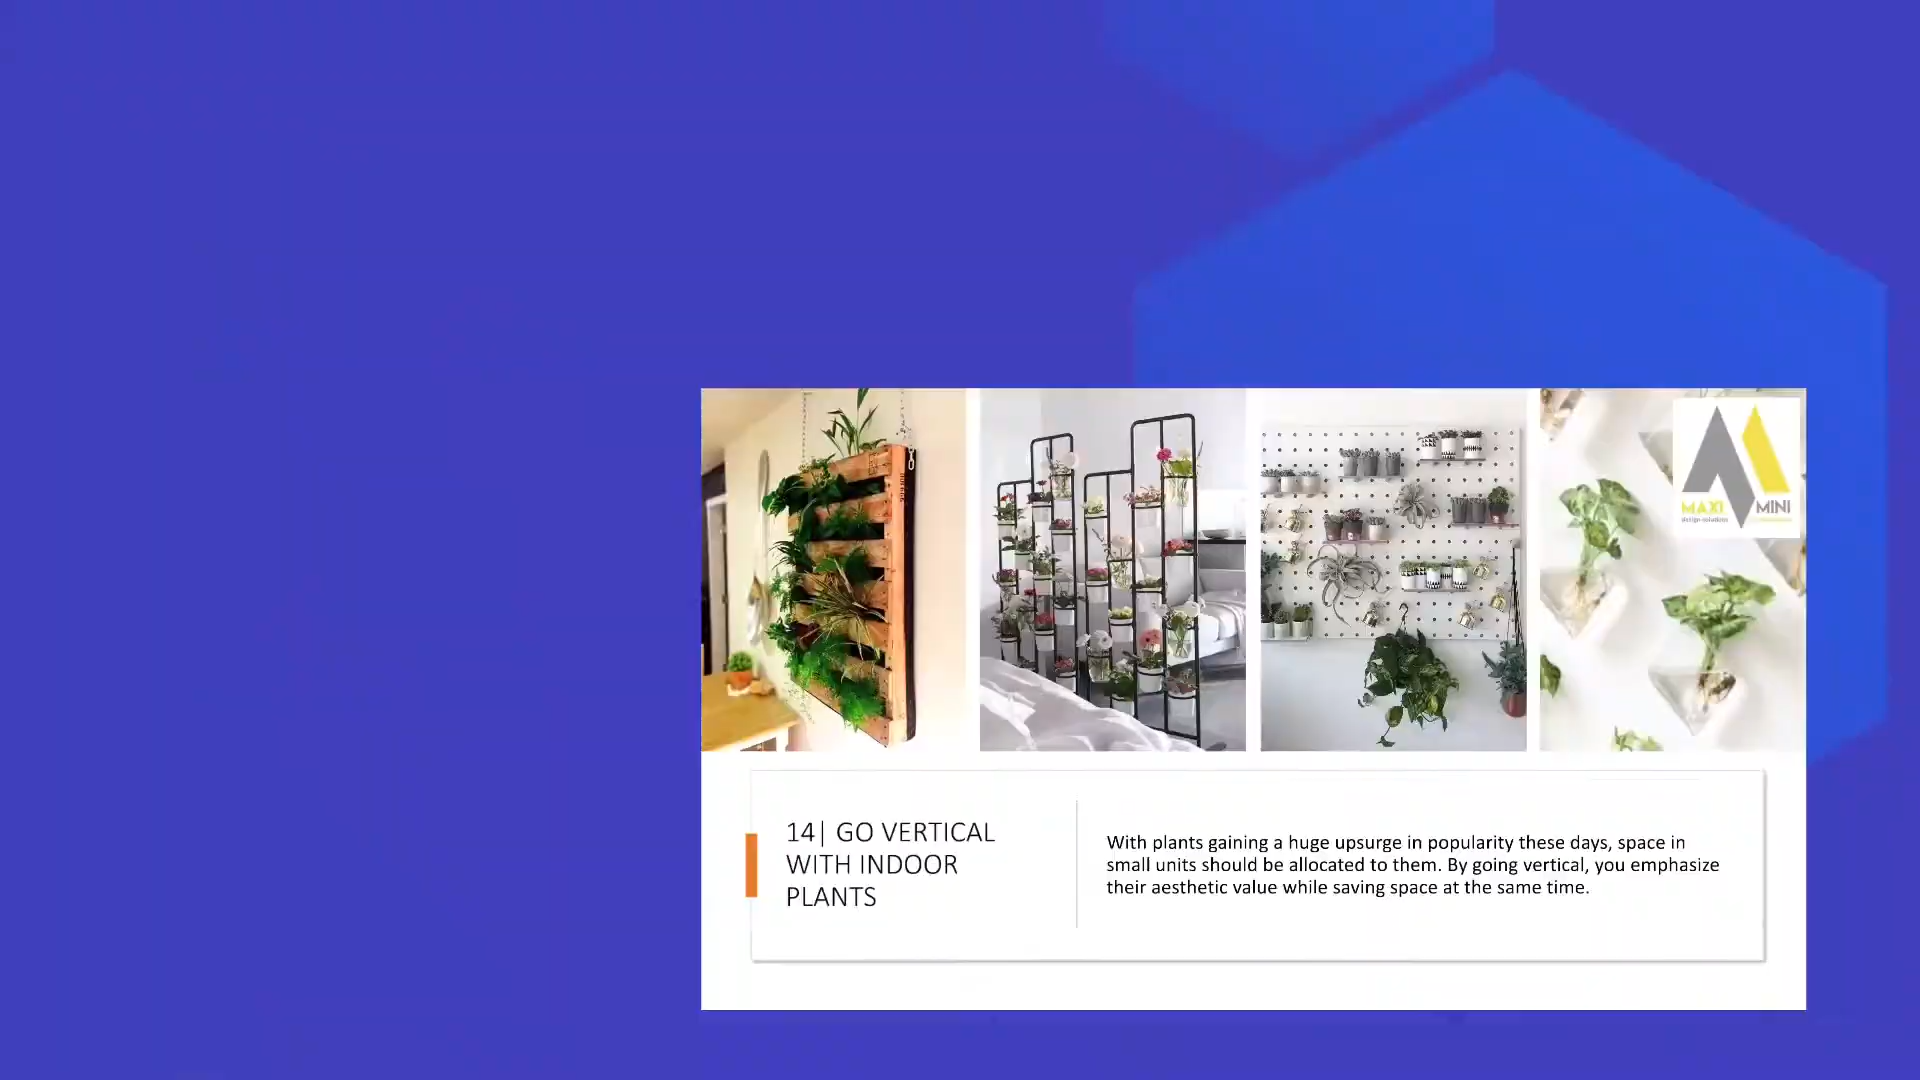 MAXI MINI
design solutions
14| GO VERTICAL
WITH INDOOR
PLANTS
With plants gaining a huge upsurge in popularity these days, space in
small units should be allocated to them. By going vertical, you emphasize
their aesthetic value while saving space at the same time.